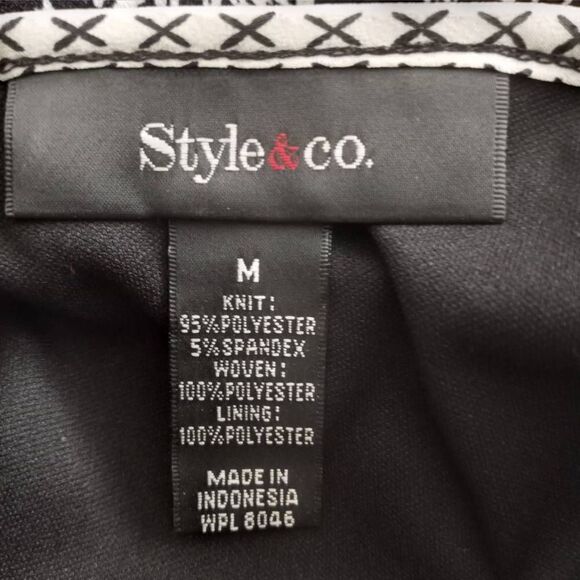 Style&co.
M
KNIT:
95%POLYESTER
5%SPANDEX
WOVEN:
100%POLYESTER
LINING:
100%POLYESTER
MADE IN
INDONESIA
WPL 8046